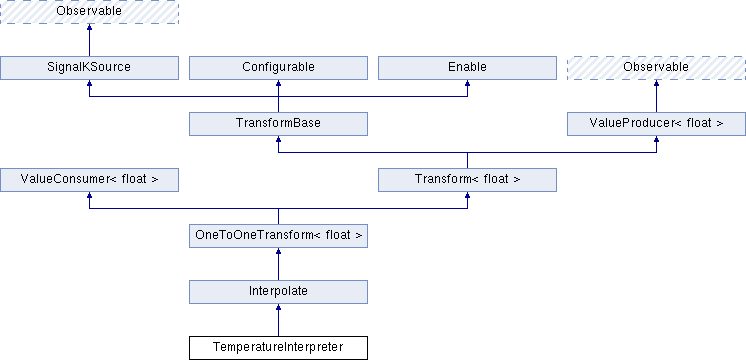 Observable
SignalKSource
Configurable
Enable
Observable
TransformBase
ValueProducer< float >
ValueConsumer< float >
Transform< float >
OneToOneTransform< float >
Interpolate
TemperatureInterpreter